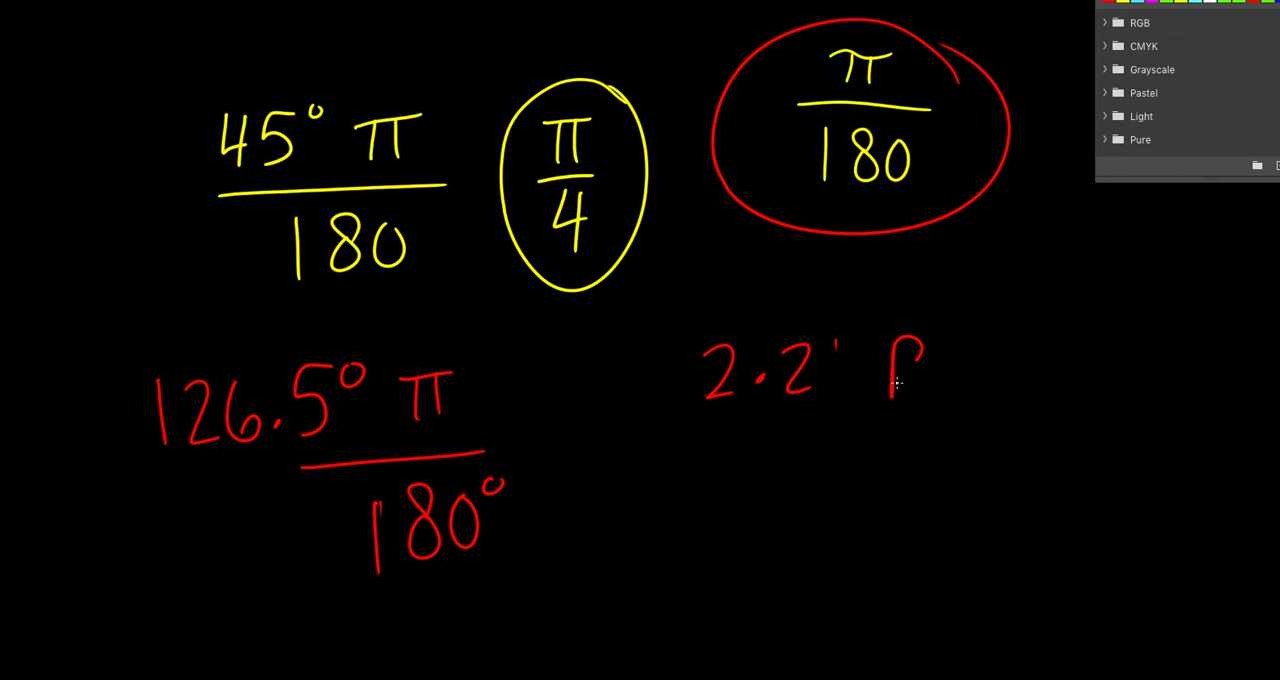 45° π
180
π
4
π
180
RGB
CMYK
Grayscale
Pastel
Light
Pure
126.5° π
180°
2.2